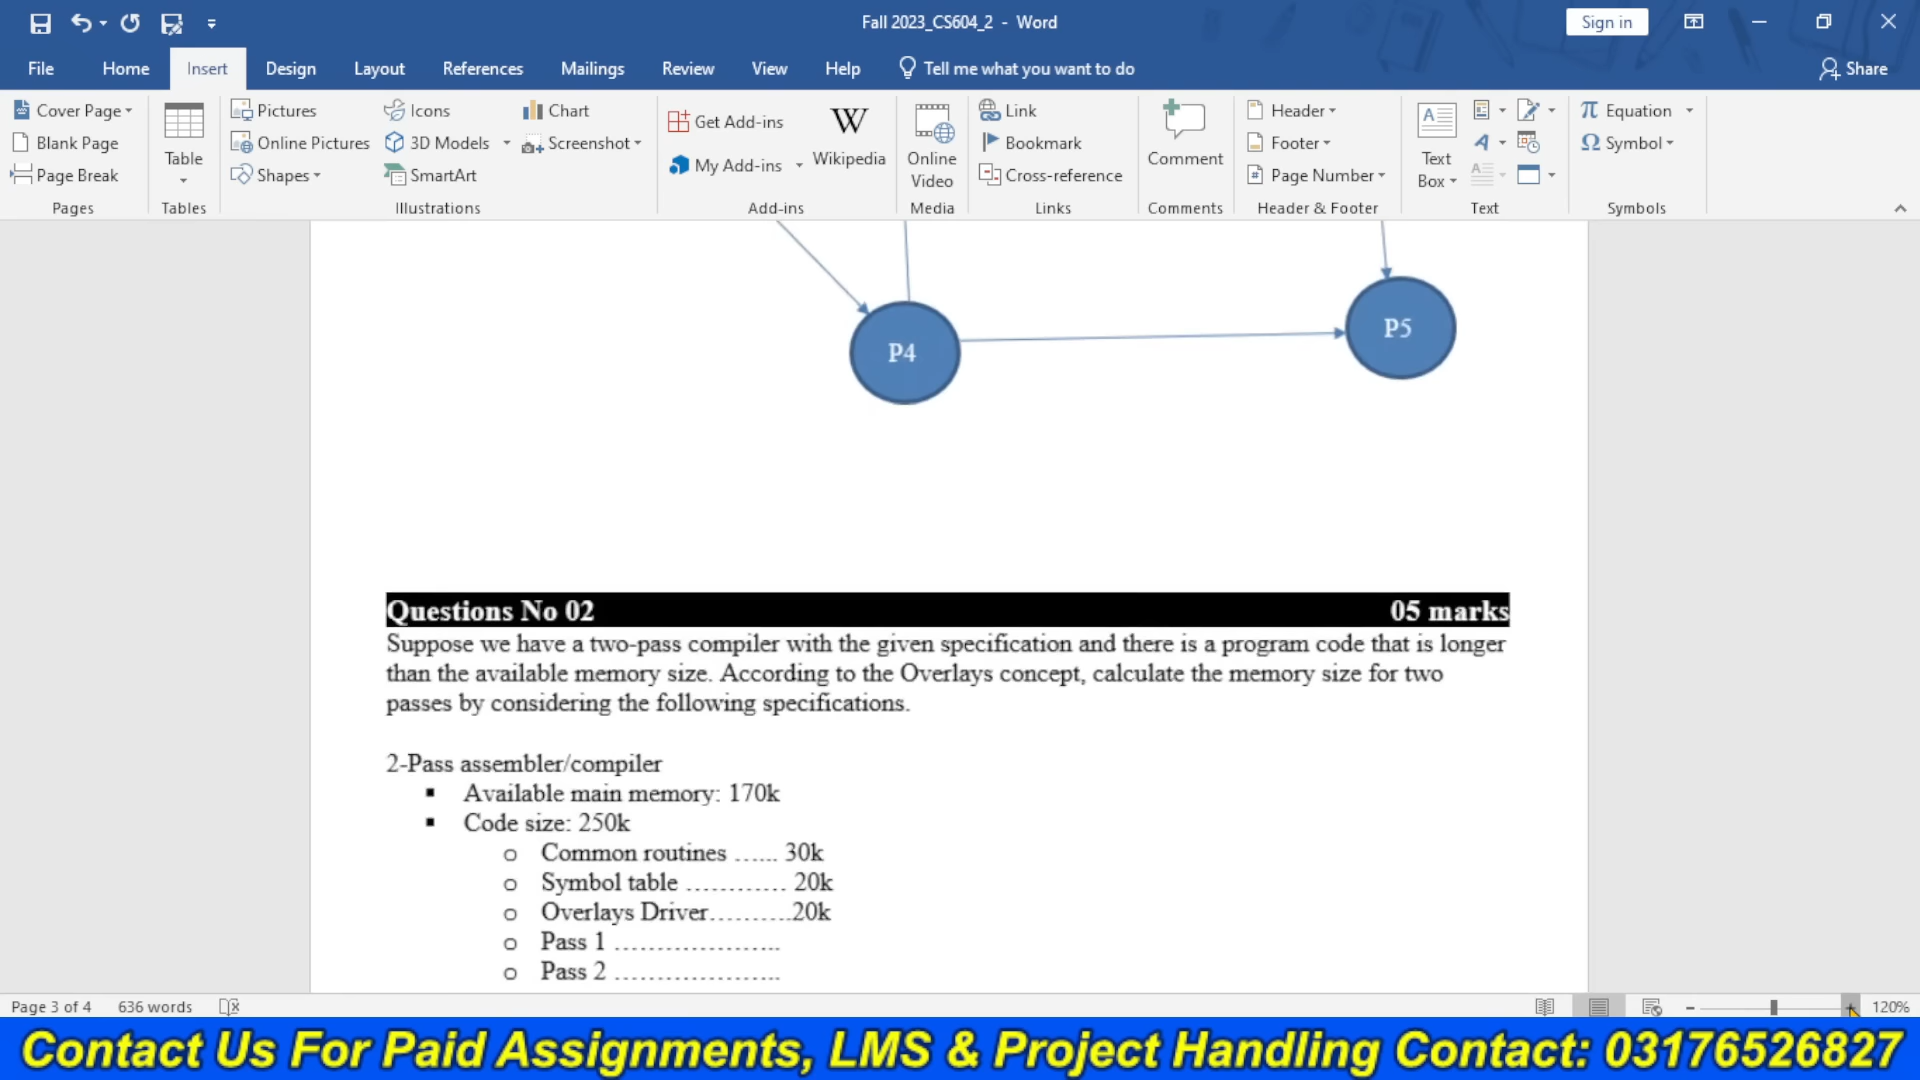 Fall 2023_CS604_2 - Word
Sign in
File Home Insert Design Layout References Mailings Review View Help Tell me what you want to do Share
Cover Page
Blank Page
Page Break
Pages
Table
Tables
Pictures
Online Pictures
Shapes
Icons
3D Models
SmartArt
Chart
Screenshot
Illustrations
Get Add-ins
My Add-ins
W
Wikipedia
Add-ins
Online
Video
Media
Link
Bookmark
Cross-reference
Links
Comment
Comments
Header
Footer
Page Number
Header & Footer
Text
Box
Text
π Equation
Ω Symbol
Symbols
P4
P5
Questions No 02 05 marks
Suppose we have a two-pass compiler with the given specification and there is a program code that is longer
than the available memory size. According to the Overlays concept, calculate the memory size for two
passes by considering the following specifications.
2-Pass assembler/compiler
▪ Available main memory: 170k
▪ Code size: 250k
o Common routines …... 30k
o Symbol table ………… 20k
o Overlays Driver……….20k
o Pass 1 ………………..
o Pass 2 ………………..
Page 3 of 4 636 words 120%
Contact Us For Paid Assignments, LMS & Project Handling Contact: 03176526827